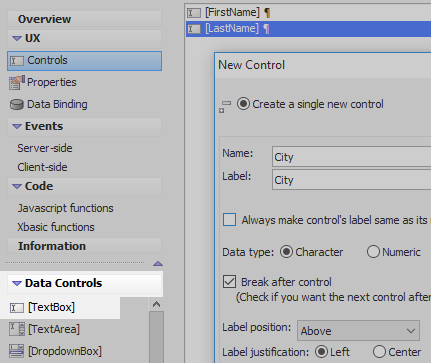 Overview
UX
Controls
Properties
Data Binding
Events
Server-side
Client-side
Code
Javascript functions
Xbasic functions
Information
Data Controls
[TextBox]
[TextArea]
[DropdownBox]
[FirstName] ¶
[LastName] ¶
New Control
Create a single new control
Name: City
Label: City
Always make control's label same as its
Data type: Character Numeric
Break after control
(Check if you want the next control after
Label position: Above
Label justification: Left Center